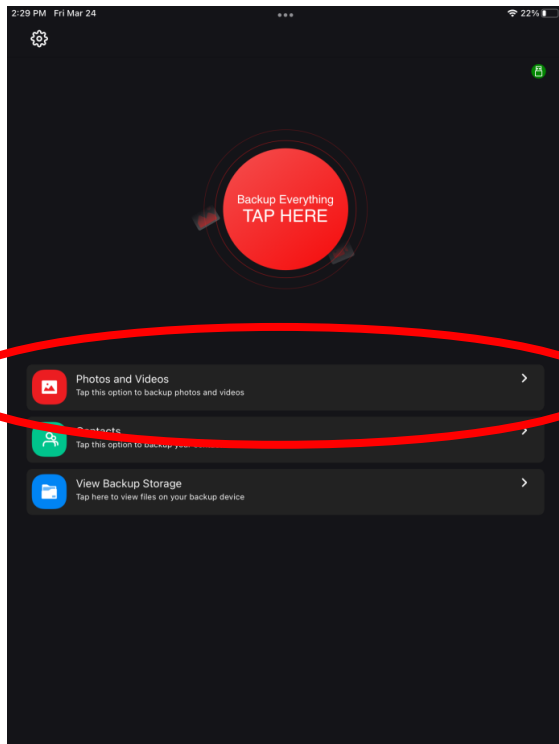 2:29 PM Fri Mar 24
22%
Backup Everything
TAP HERE
Photos and Videos
Tap this option to backup photos and videos
Contacts
Tap this option to backup your
View Backup Storage
Tap here to view files on your backup device